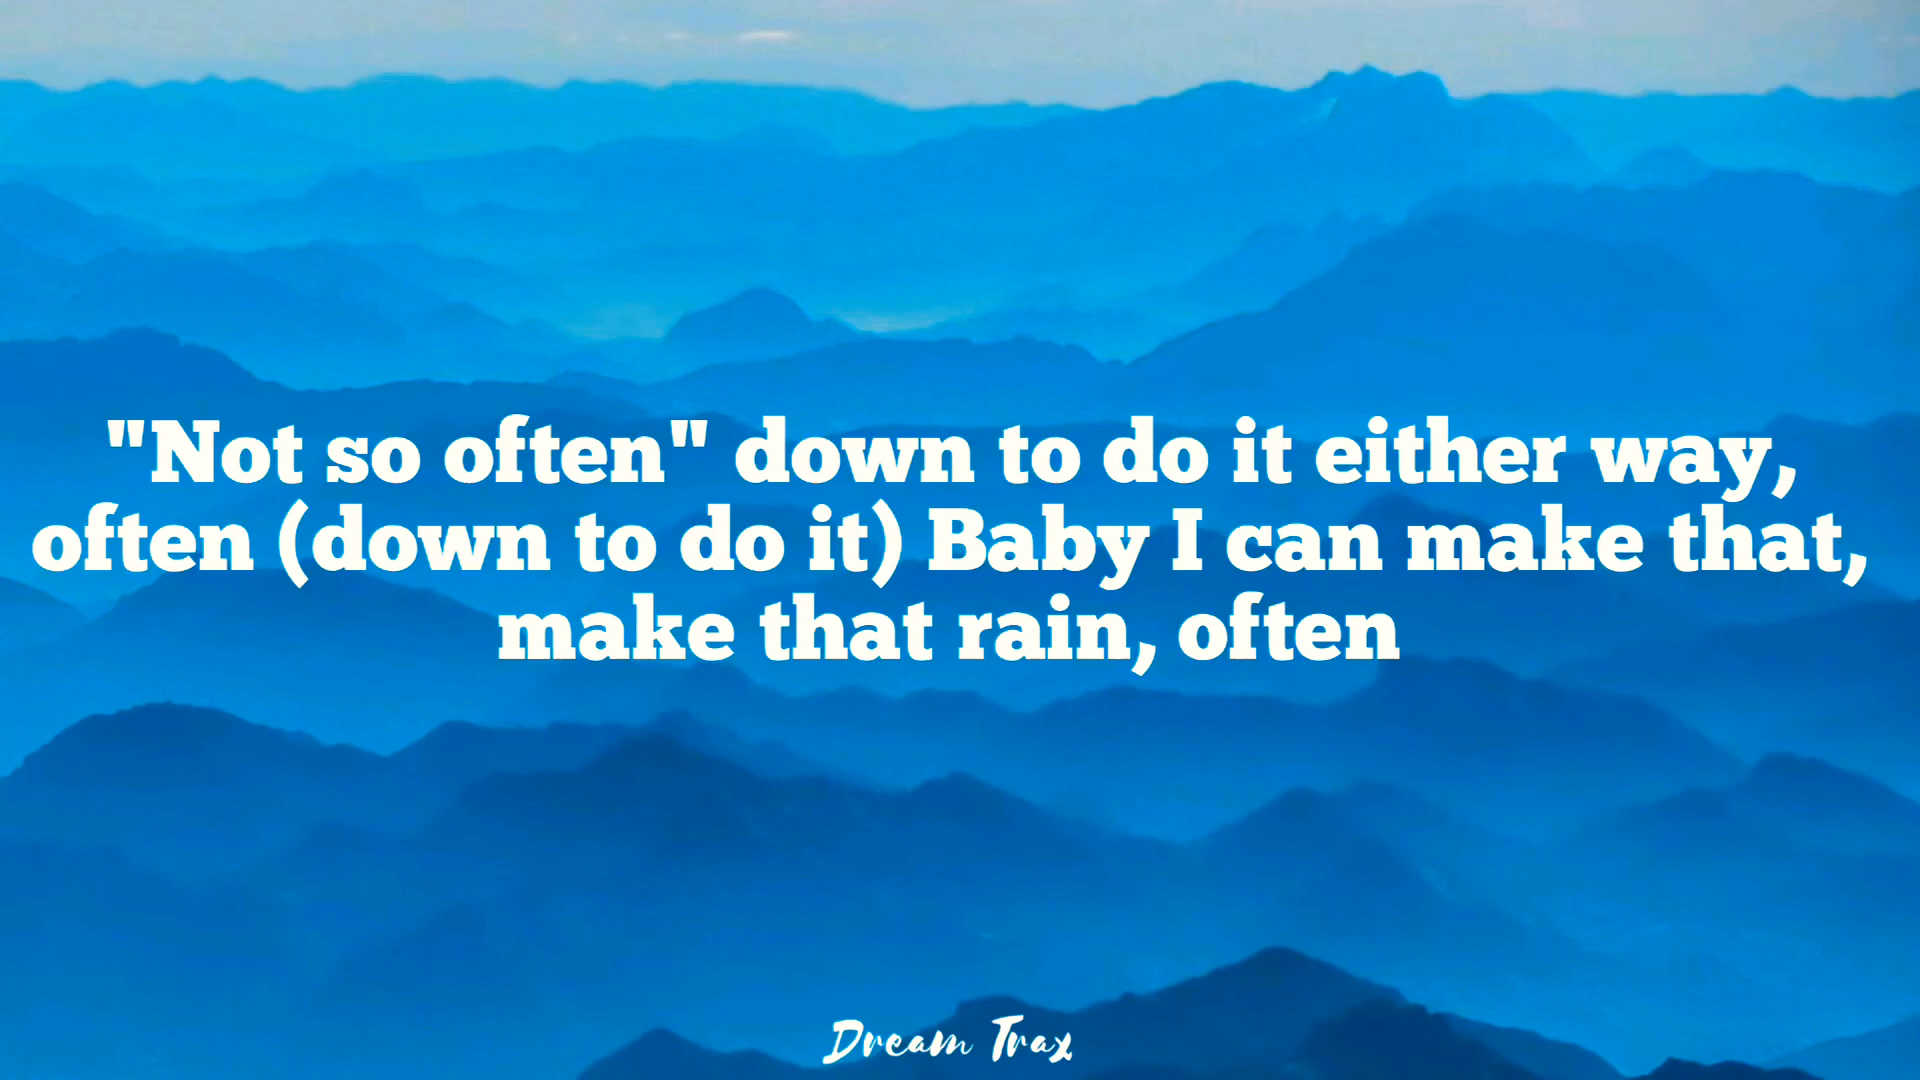 "Not so often" down to do it either way,
often (down to do it) Baby I can make that,
make that rain, often
Dream Trax